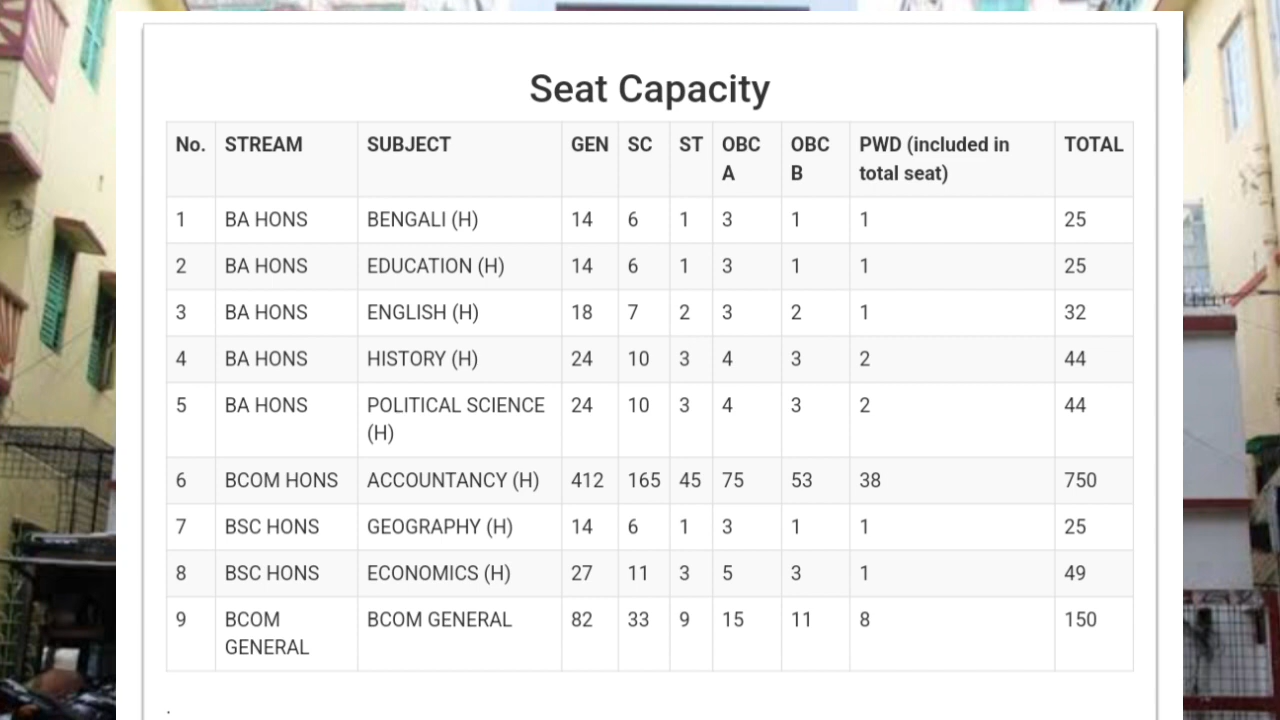 Seat Capacity
No. STREAM SUBJECT GEN SC ST OBC A OBC B PWD (included in total seat) TOTAL
1 BA HONS BENGALI (H) 14 6 1 3 1 1 25
2 BA HONS EDUCATION (H) 14 6 1 3 1 1 25
3 BA HONS ENGLISH (H) 18 7 2 3 2 1 32
4 BA HONS HISTORY (H) 24 10 3 4 3 2 44
5 BA HONS POLITICAL SCIENCE (H) 24 10 3 4 3 2 44
6 BCOM HONS ACCOUNTANCY (H) 412 165 45 75 53 38 750
7 BSC HONS GEOGRAPHY (H) 14 6 1 3 1 1 25
8 BSC HONS ECONOMICS (H) 27 11 3 5 3 1 49
9 BCOM GENERAL BCOM GENERAL 82 33 9 15 11 8 150
.